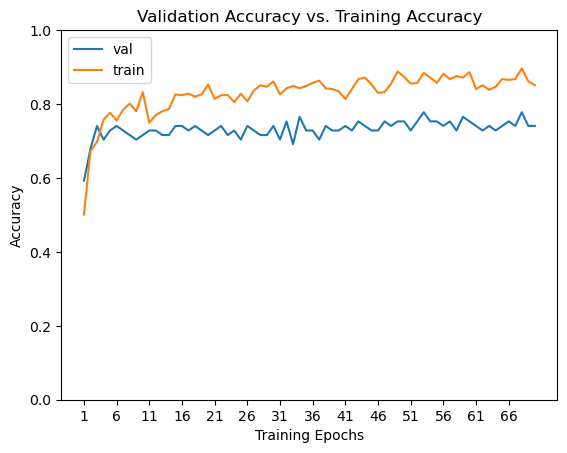 Validation Accuracy vs. Training Accuracy
val
train
1.0
0.8
0.6
0.4
0.2
0.0
Accuracy
1 6 11 16 21 26 31 36 41 46 51 56 61 66
Training Epochs